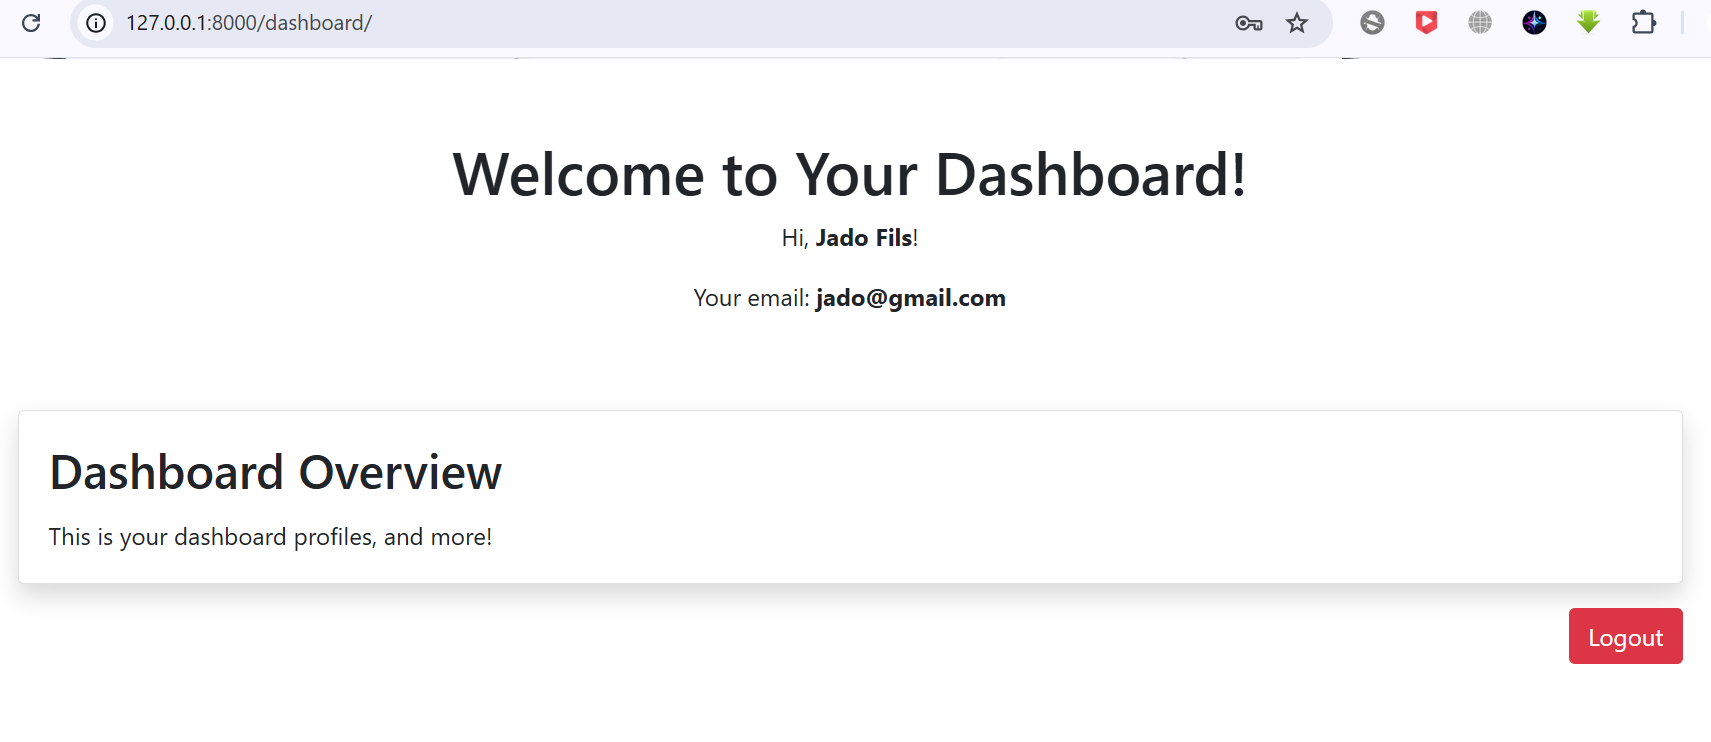 127.0.0.1:8000/dashboard/
Welcome to Your Dashboard!
Hi, Jado Fils!
Your email: jado@gmail.com
Dashboard Overview
This is your dashboard profiles, and more!
Logout